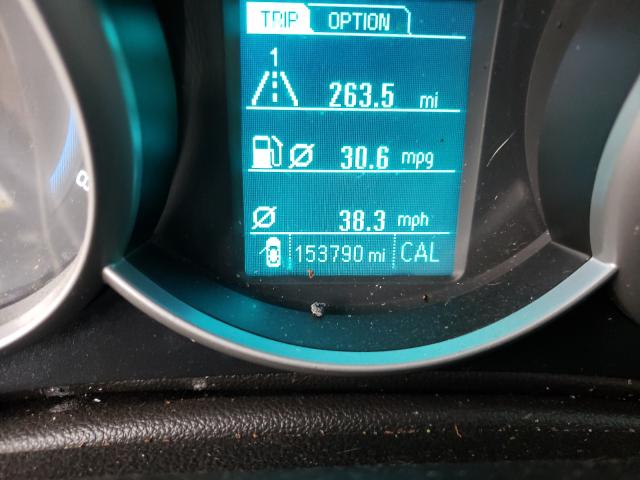 TRIP OPTION
1
263.5 mi
30.6 mpg
38.3 mph
153790 mi CAL